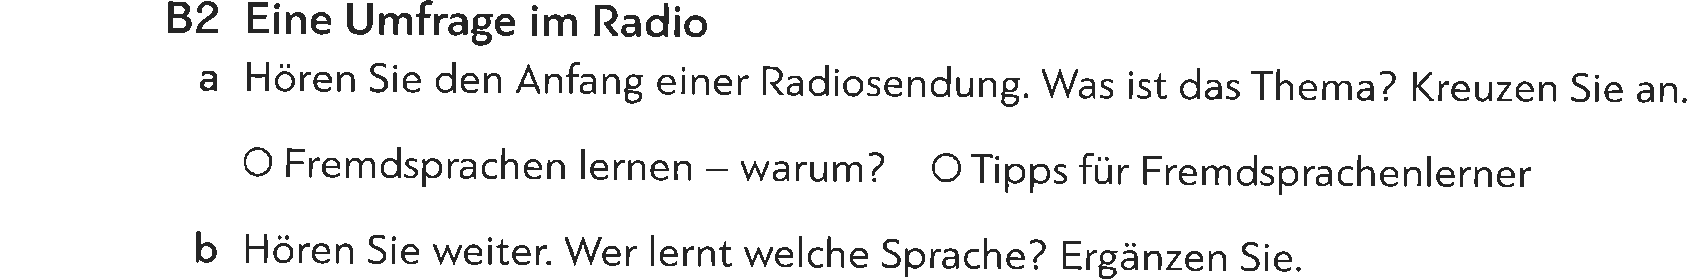 B2 Eine Umfrage im Radio
a Hören Sie den Anfang einer Radiosendung. Was ist das Thema? Kreuzen Sie an.
○ Fremdsprachen lernen – warum? ○ Tipps für Fremdsprachenlerner
b Hören Sie weiter. Wer lernt welche Sprache? Ergänzen Sie.